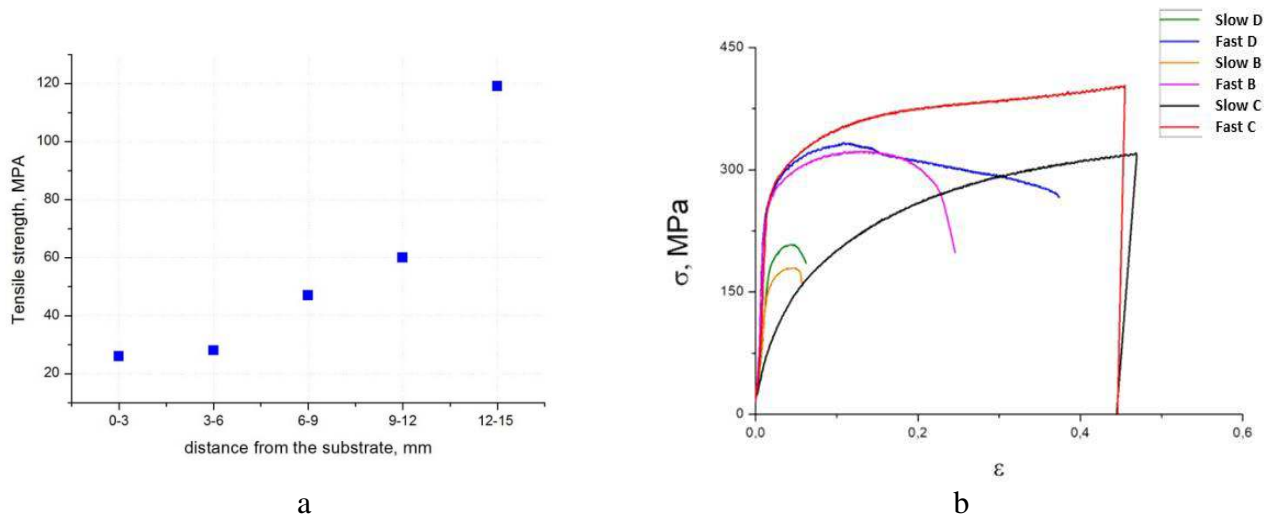 120
100
80
60
40
20
Tensile strength, MPA
0-3 3-6 6-9 9-12 12-15
distance from the substrate, mm
a
450
300
150
0
σ, MPa
0,0 0,2 0,4 0,6
ε
Slow D
Fast D
Slow B
Fast B
Slow C
Fast C
b